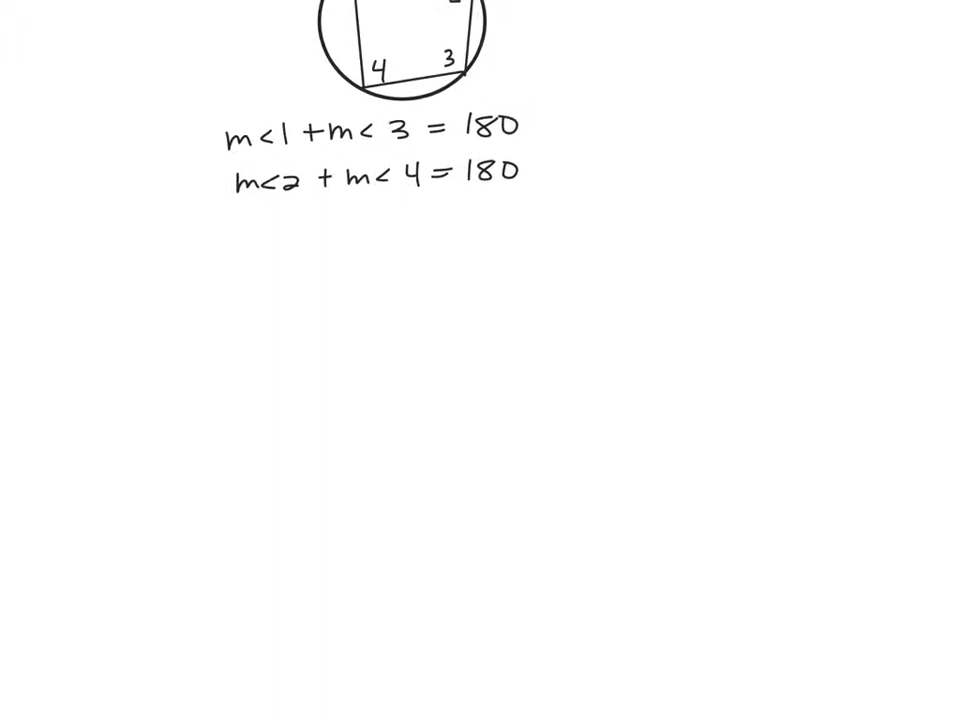 4 3
m<1 + m< 3 = 180
m<2 + m< 4 = 180